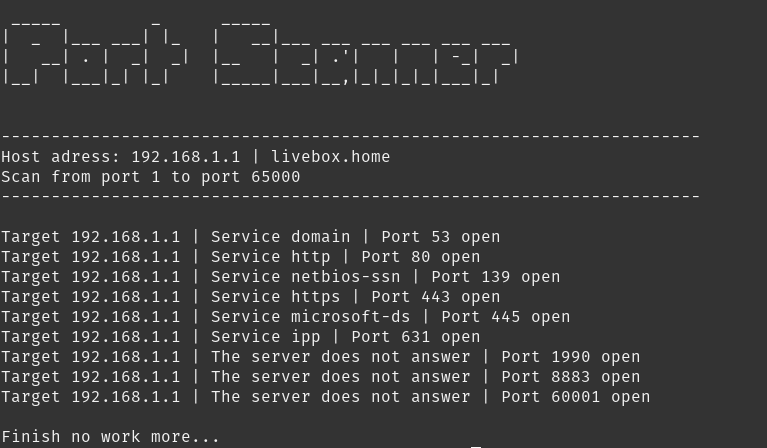 Port Scanner
----------------------------------------------------------------------
Host adress: 192.168.1.1 | livebox.home
Scan from port 1 to port 65000
----------------------------------------------------------------------
Target 192.168.1.1 | Service domain | Port 53 open
Target 192.168.1.1 | Service http | Port 80 open
Target 192.168.1.1 | Service netbios-ssn | Port 139 open
Target 192.168.1.1 | Service https | Port 443 open
Target 192.168.1.1 | Service microsoft-ds | Port 445 open
Target 192.168.1.1 | Service ipp | Port 631 open
Target 192.168.1.1 | The server does not answer | Port 1990 open
Target 192.168.1.1 | The server does not answer | Port 8883 open
Target 192.168.1.1 | The server does not answer | Port 60001 open
Finish no work more...